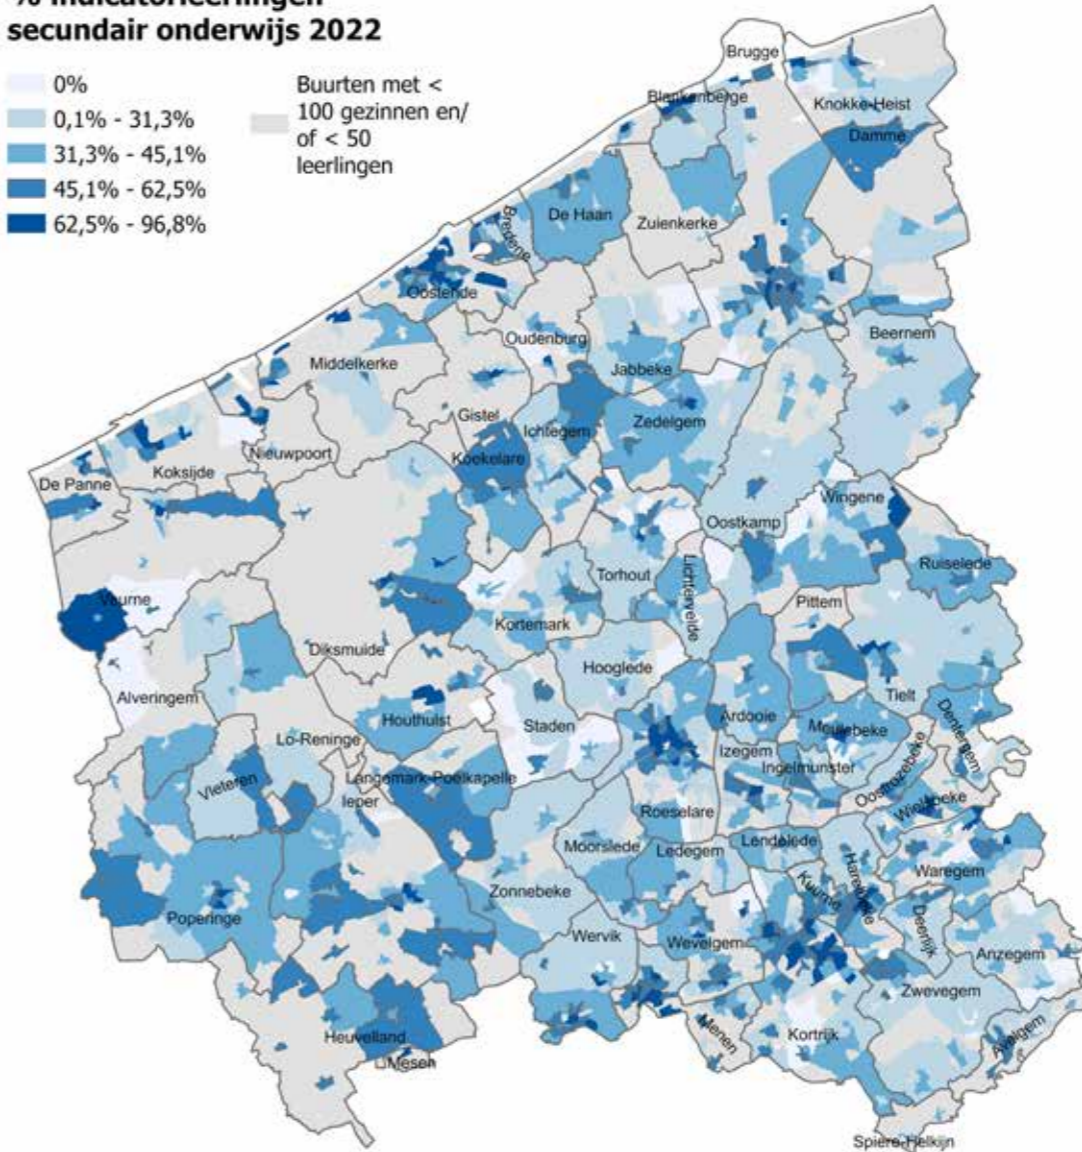 % indicatorleerlingen
secundair onderwijs 2022
0%
0,1% - 31,3%
31,3% - 45,1%
45,1% - 62,5%
62,5% - 96,8%
Buurten met <
100 gezinnen en/
of < 50
leerlingen
Brugge
Blankenberge
Knokke-Heist
Damme
De Haan
Bredene
Zuienkerke
Oostende
Oudenburg
Beernem
Middelkerke
Jabbeke
Gistel
Ichtegem
Zedelgem
Nieuwpoort
Koekelare
Koksijde
De Panne
Wingene
Oostkamp
Torhout
Lichtervelde
Ruiselede
Veurne
Pittem
Kortemark
Diksmuide
Hooglede
Alveringem
Tielt
Staden
Houthulst
Ardooie
Meulebeke
Dentergem
Lo-Reninge
Izegem
Ingelmunster
Oostrozebeke
Vleteren
Langemark-Poelkapelle
Ieper
Wielsbeke
Roeselare
Moorslede
Ledegem
Lendelede
Waregem
Zonnebeke
Kuurne
Harelbeke
Poperinge
Deerlijk
Wervik
Wevelgem
Anzegem
Zwevegem
Heuvelland
Menen
Kortrijk
Avelgem
Mesen
Spiere-Helkijn